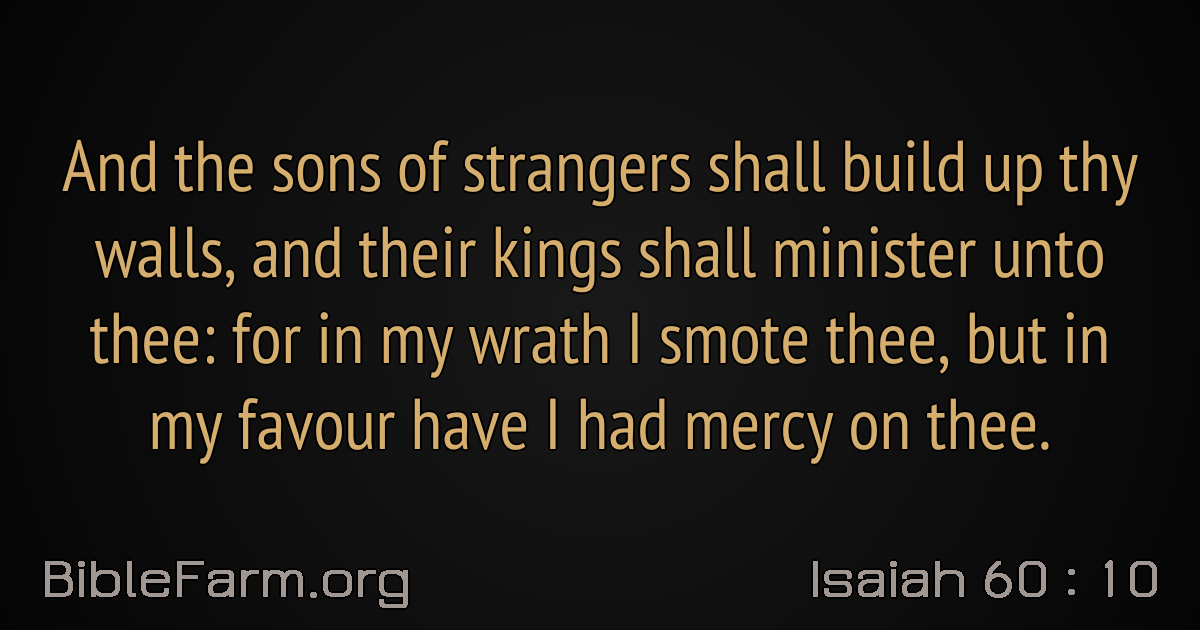 And the sons of strangers shall build up thy
walls, and their kings shall minister unto
thee: for in my wrath I smote thee, but in
my favour have I had mercy on thee.
BibleFarm.org
Isaiah 60 : 10